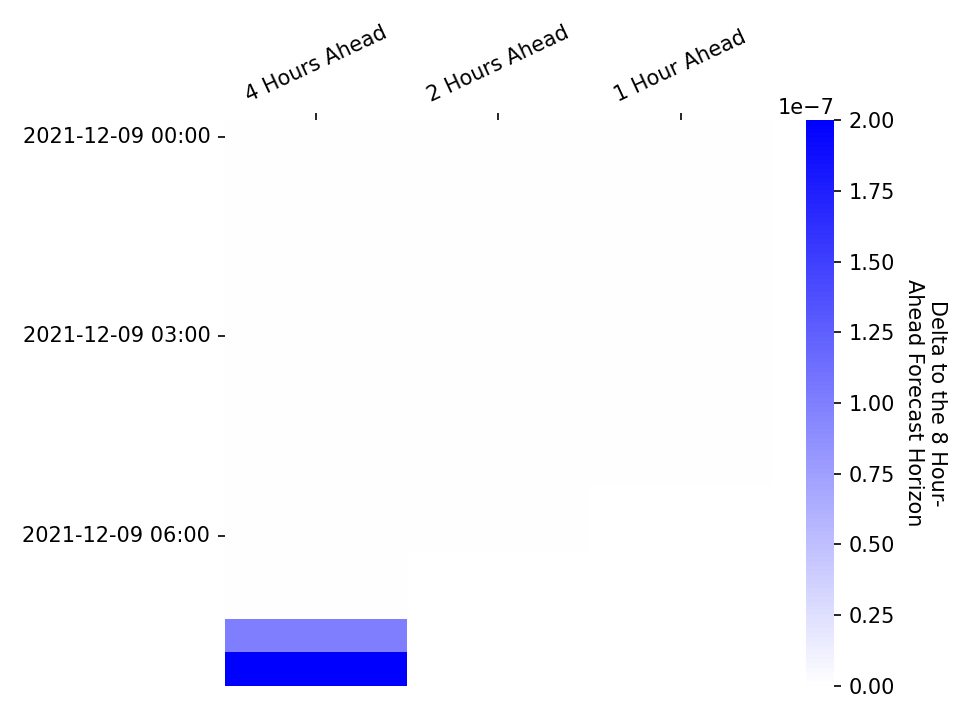 4 Hours Ahead
2 Hours Ahead
1 Hour Ahead
2021-12-09 00:00
2021-12-09 03:00
2021-12-09 06:00
1e−7
2.00
1.75
1.50
1.25
1.00
0.75
0.50
0.25
0.00
Delta to the 8 Hour-
Ahead Forecast Horizon